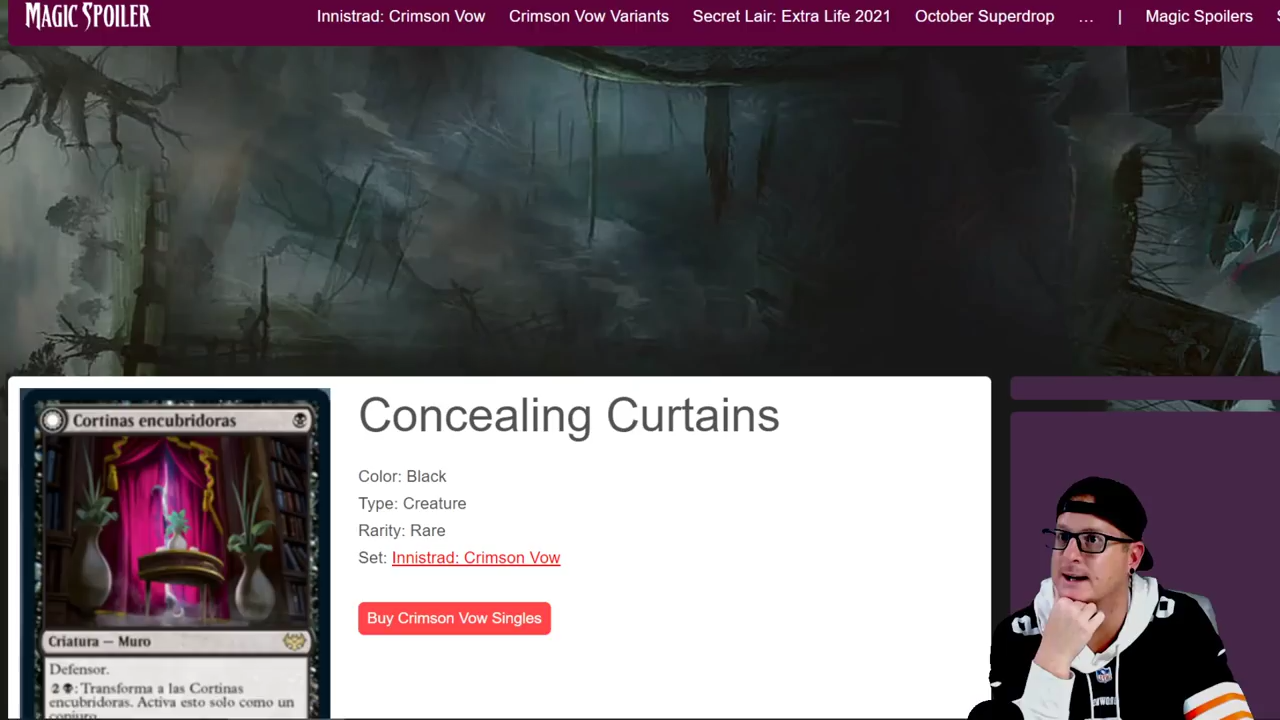 MAGIC SPOILER
Innistrad: Crimson Vow Crimson Vow Variants Secret Lair: Extra Life 2021 October Superdrop ... | Magic Spoilers
Concealing Curtains
Color: Black
Type: Creature
Rarity: Rare
Set: Innistrad: Crimson Vow
Buy Crimson Vow Singles
Cortinas encubridoras
Criatura — Muro
Defensor.
2: Transforma a las Cortinas
encubridoras. Activa esto solo como un
conjuro.
NFL